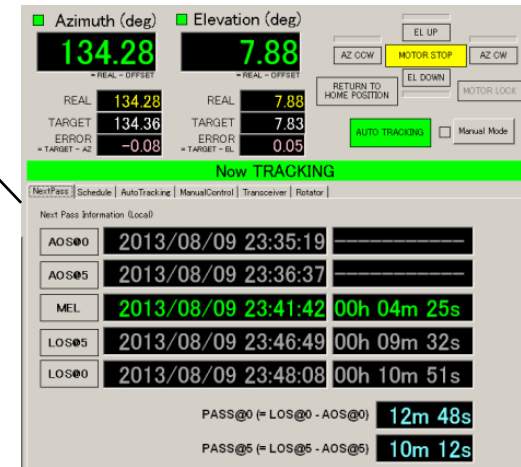 Azimuth (deg)
Elevation (deg)
134.28
7.88
= REAL - OFFSET
= REAL - OFFSET
REAL 134.28
REAL 7.88
TARGET 134.36
TARGET 7.83
ERROR -0.08
= TARGET - AZ
ERROR 0.05
= TARGET - EL
EL UP
AZ CCW
MOTOR STOP
AZ CW
RETURN TO
HOME POSITION
EL DOWN
MOTOR LOCK
AUTO TRACKING
Manual Mode
Now TRACKING
NextPass Schedule AutoTracking ManualControl Transceiver Rotator
Next Pass Information (Local)
AOS@0 2013/08/09 23:35:19 -----------
AOS@5 2013/08/09 23:36:37 -----------
MEL 2013/08/09 23:41:42 00h 04m 25s
LOS@5 2013/08/09 23:46:49 00h 09m 32s
LOS@0 2013/08/09 23:48:08 00h 10m 51s
PASS@0 (= LOS@0 - AOS@0) 12m 48s
PASS@5 (= LOS@5 - AOS@5) 10m 12s